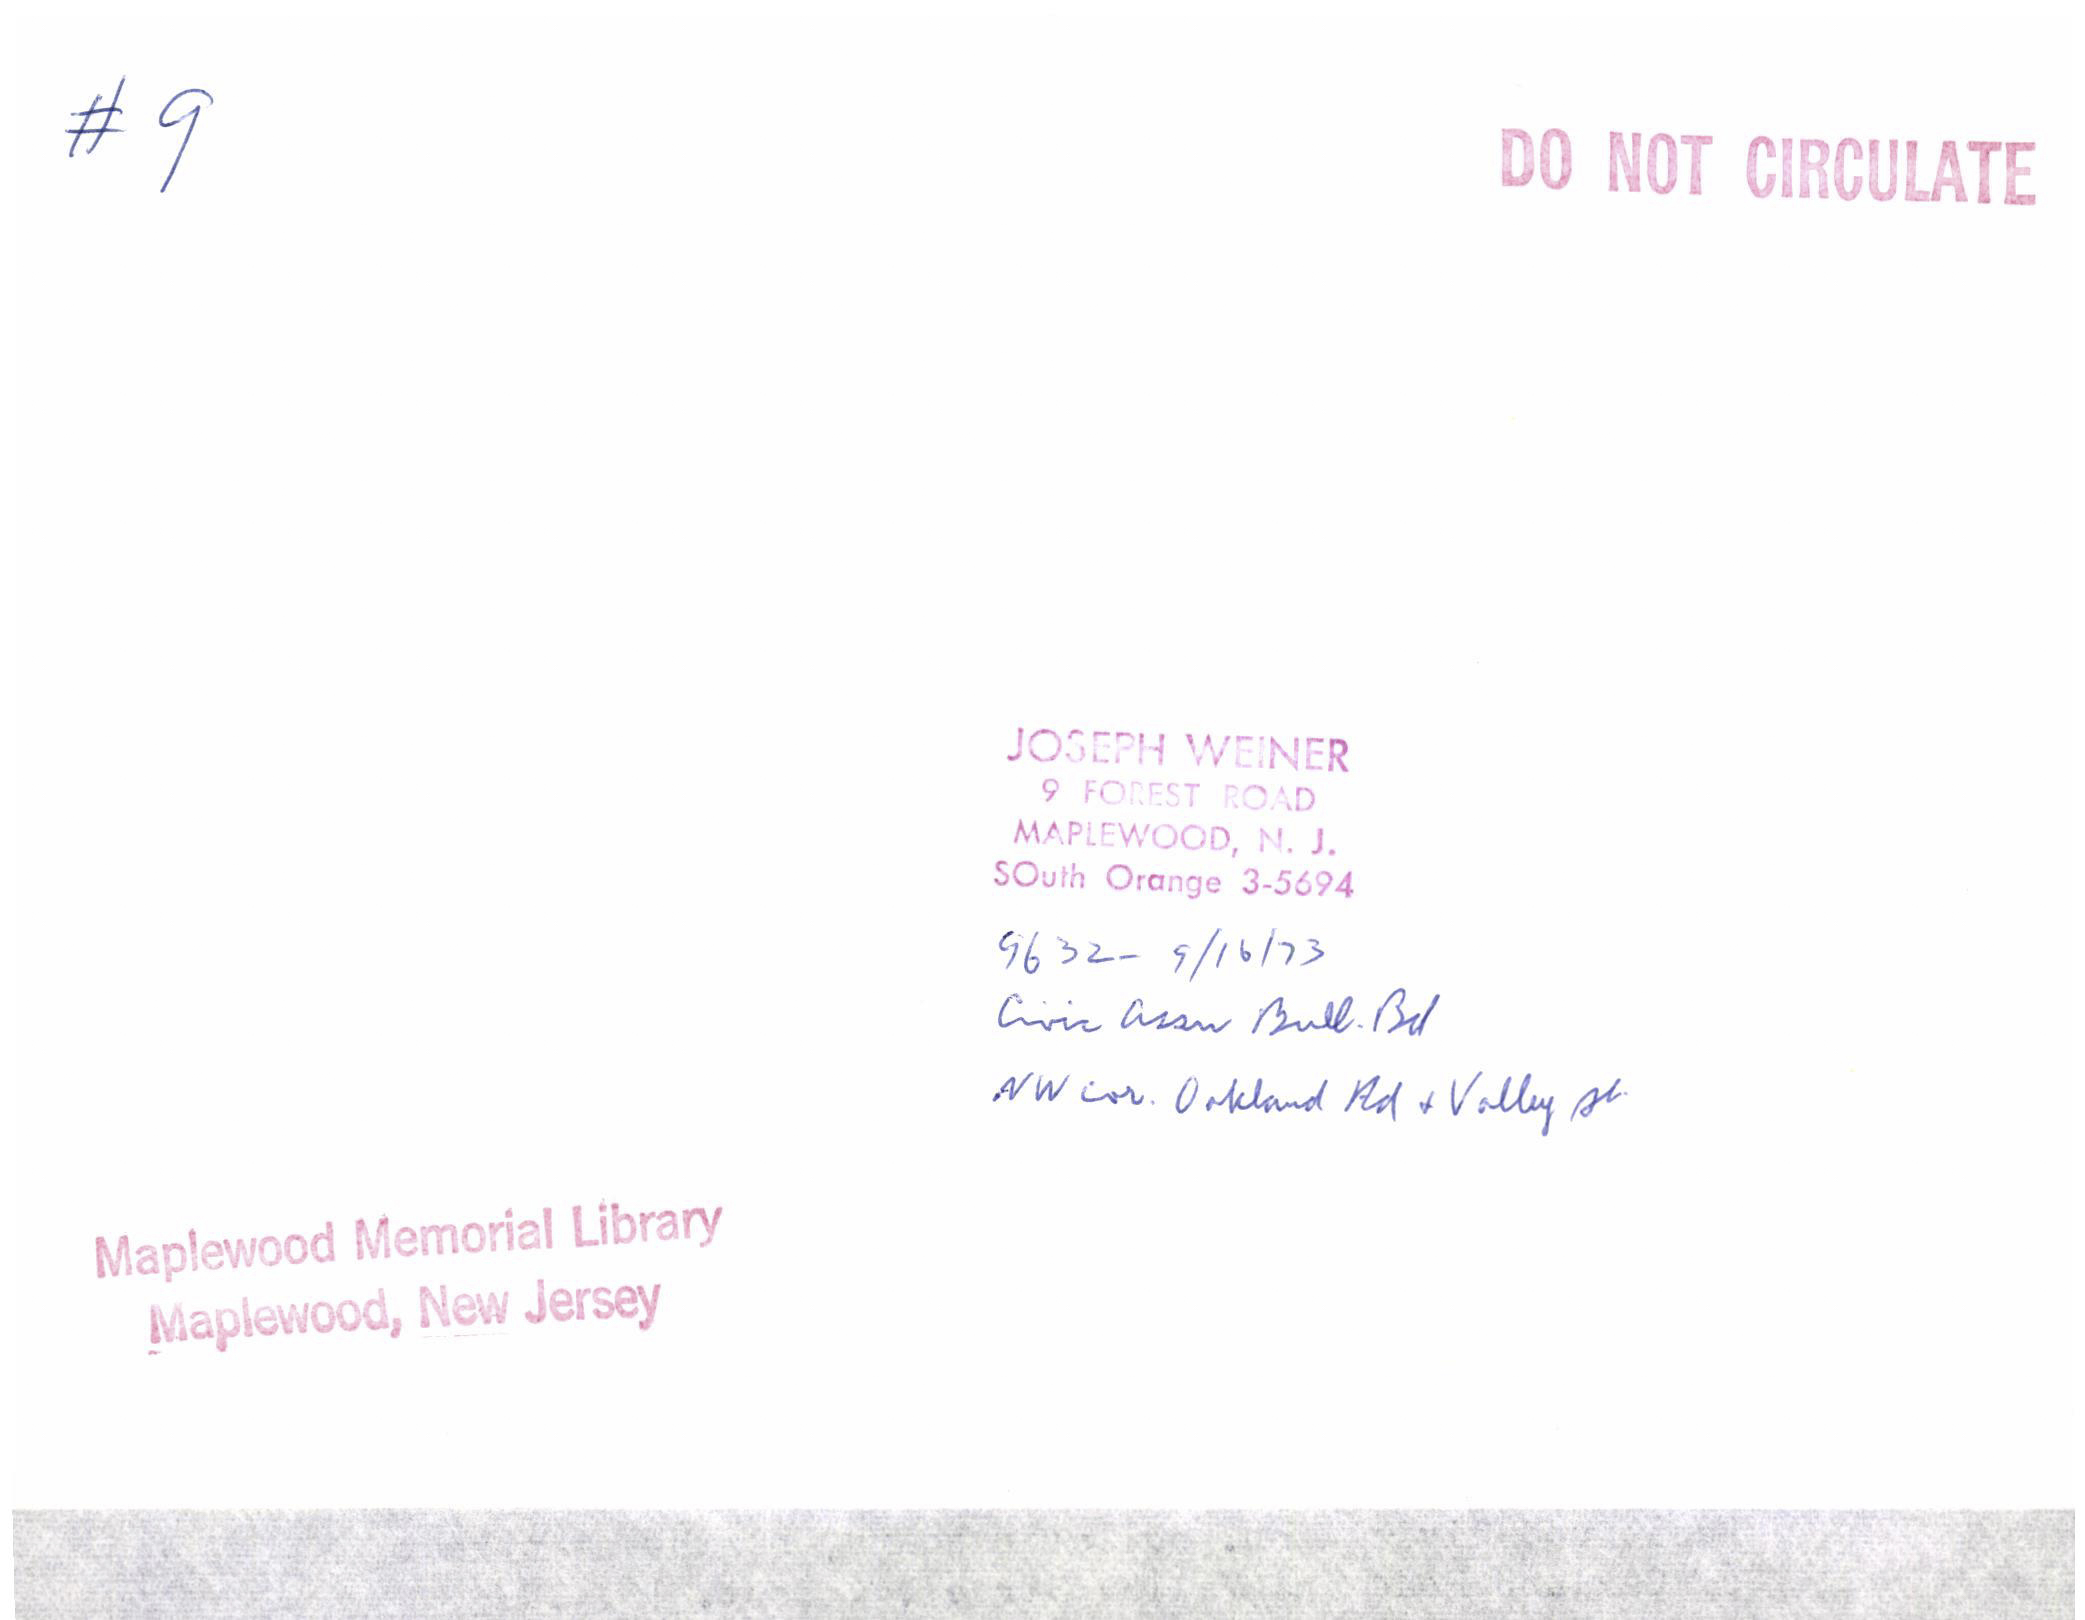 # 9
DO NOT CIRCULATE
JOSEPH WEINER
9 FOREST ROAD
MAPLEWOOD, N. J.
SOuth Orange 3-5694
9632- 9/16/73
Civic Assn Bull. Bd
NW cor. Oakland Rd + Valley St.
Maplewood Memorial Library
Maplewood, New Jersey